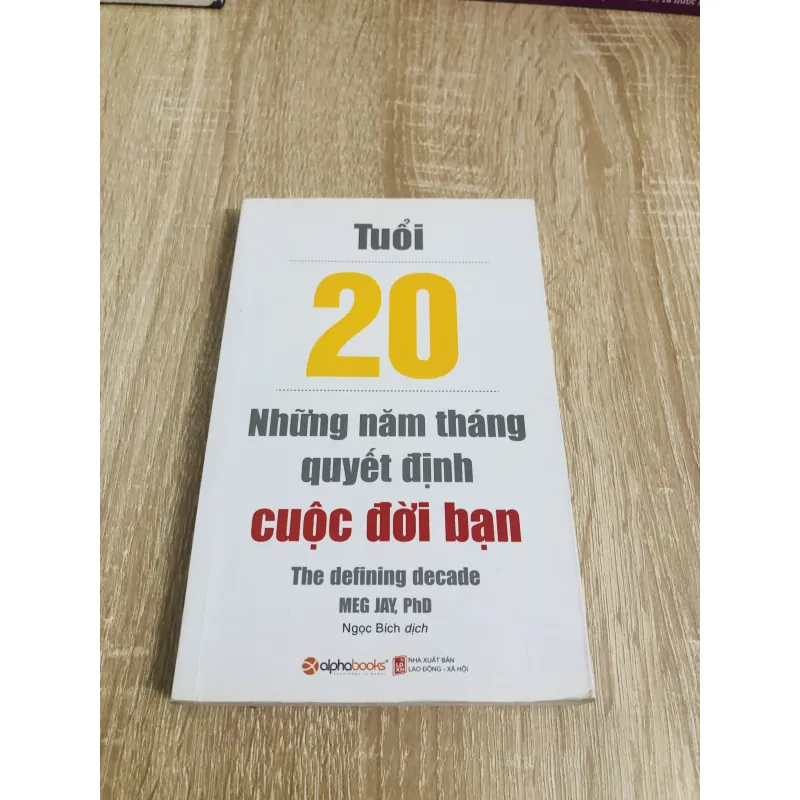 Tuổi
20
Những năm tháng
quyết định
cuộc đời bạn
The defining decade
MEG JAY, PhD
Ngọc Bích dịch
alphabooks
NHÀ XUẤT BẢN
LAO ĐỘNG - XÃ HỘI